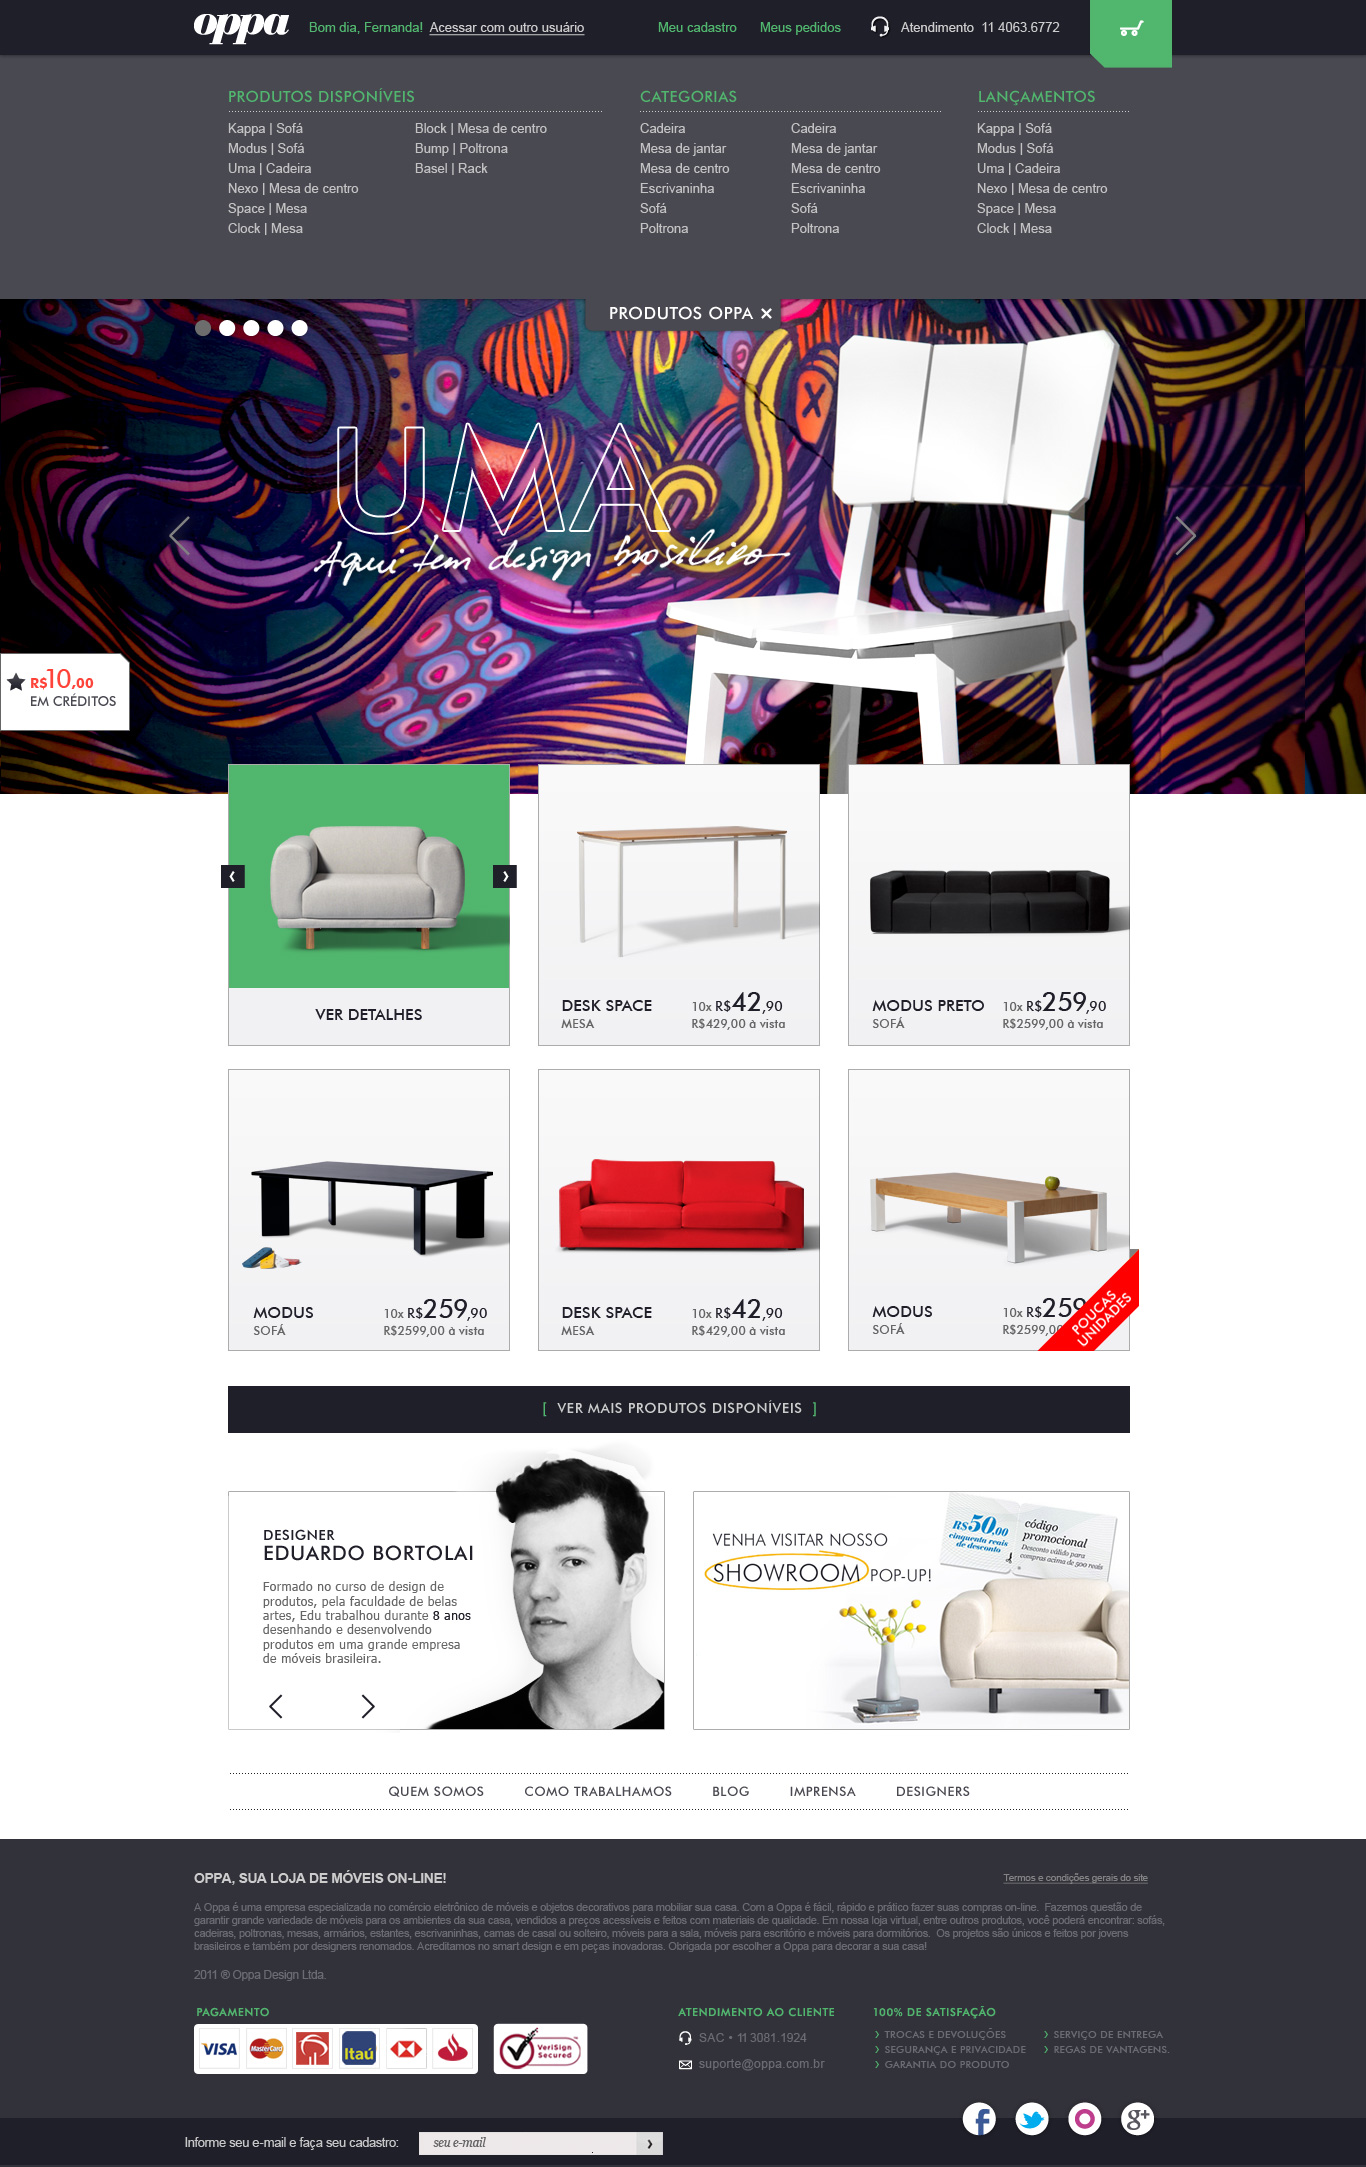 oppa Bom dia, Fernanda! Acessar com outro usuário Meu cadastro Meus pedidos Atendimento 11 4063.6772
PRODUTOS DISPONÍVEIS
Kappa | Sofá
Modus | Sofá
Uma | Cadeira
Nexo | Mesa de centro
Space | Mesa
Clock | Mesa
Block | Mesa de centro
Bump | Poltrona
Basel | Rack
CATEGORIAS
Cadeira
Mesa de jantar
Mesa de centro
Escrivaninha
Sofá
Poltrona
Cadeira
Mesa de jantar
Mesa de centro
Escrivaninha
Sofá
Poltrona
LANÇAMENTOS
Kappa | Sofá
Modus | Sofá
Uma | Cadeira
Nexo | Mesa de centro
Space | Mesa
Clock | Mesa
PRODUTOS OPPA ×
UMA
Aqui tem design brasileiro
R$10,00
EM CRÉDITOS
VER DETALHES
DESK SPACE 10x R$42,90
MESA R$429,00 à vista
MODUS PRETO 10x R$259,90
SOFÁ R$2599,00 à vista
MODUS 10x R$259,90
SOFÁ R$2599,00 à vista
DESK SPACE 10x R$42,90
MESA R$429,00 à vista
MODUS 10x R$259
SOFÁ R$2599,00
POUCAS
UNIDADES
[ VER MAIS PRODUTOS DISPONÍVEIS ]
DESIGNER
EDUARDO BORTOLAI
Formado no curso de design de
produtos, pela faculdade de belas
artes, Edu trabalhou durante 8 anos
desenhando e desenvolvendo
produtos em uma grande empresa
de móveis brasileira.
VENHA VISITAR NOSSO
SHOWROOM POP-UP!
R$50,00
cinquenta reais
de desconto
código
promocional
Desconto válido para
compras acima de 500 reais
QUEM SOMOS COMO TRABALHAMOS BLOG IMPRENSA DESIGNERS
OPPA, SUA LOJA DE MÓVEIS ON-LINE! Termos e condições gerais do site
A Oppa é uma empresa especializada no comércio eletrônico de móveis e objetos decorativos para mobiliar sua casa. Com a Oppa é fácil, rápido e prático fazer suas compras on-line. Fazemos questão de
garantir grande variedade de móveis para os ambientes da sua casa, vendidos a preços acessíveis e feitos com materiais de qualidade. Em nossa loja virtual, entre outros produtos, você poderá encontrar: sofás,
cadeiras, poltronas, mesas, armários, estantes, escrivaninhas, camas de casal ou solteiro, móveis para a sala, móveis para escritório e móveis para dormitórios. Os projetos são únicos e feitos por jovens
brasileiros e também por designers renomados. Acreditamos no smart design e em peças inovadoras. Obrigada por escolher a Oppa para decorar a sua casa!
2011 ® Oppa Design Ltda.
PAGAMENTO
VISA MasterCard Itaú VeriSign
Secured
ATENDIMENTO AO CLIENTE
SAC • 11 3081.1924
suporte@oppa.com.br
100% DE SATISFAÇÃO
TROCAS E DEVOLUÇÕES
SEGURANÇA E PRIVACIDADE
GARANTIA DO PRODUTO
SERVIÇO DE ENTREGA
REGAS DE VANTAGENS.
f g+
Informe seu e-mail e faça seu cadastro: seu e-mail